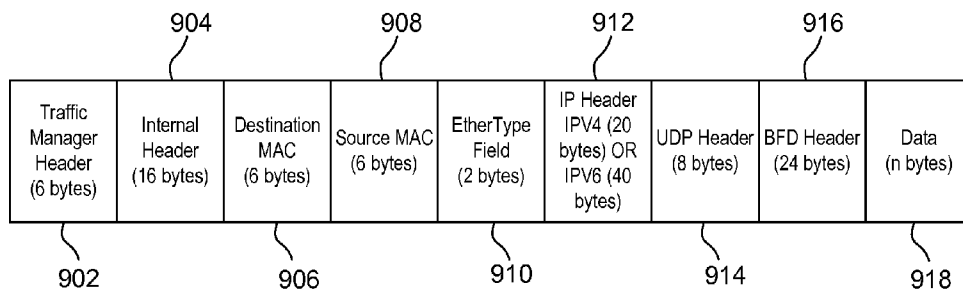 904
908
912
916
Traffic
Manager
Header
(6 bytes)
Internal
Header
(16 bytes)
Destination
MAC
(6 bytes)
Source MAC
(6 bytes)
EtherType
Field
(2 bytes)
IP Header
IPV4 (20
bytes) OR
IPV6 (40
bytes)
UDP Header
(8 bytes)
BFD Header
(24 bytes)
Data
(n bytes)
902
906
910
914
918